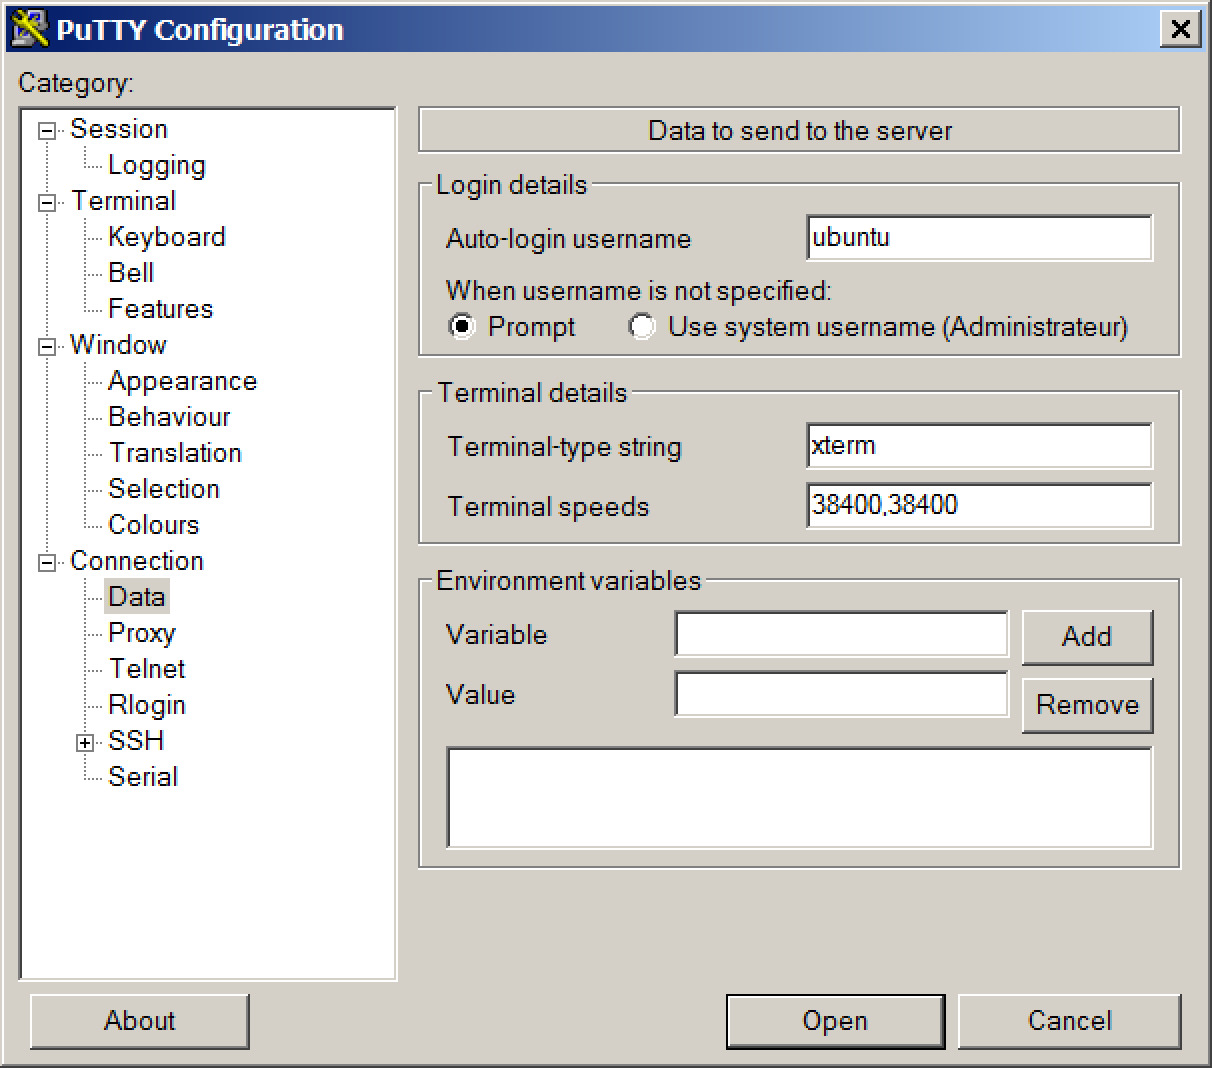 PuTTY Configuration
Category:
Session
Logging
Terminal
Keyboard
Bell
Features
Window
Appearance
Behaviour
Translation
Selection
Colours
Connection
Data
Proxy
Telnet
Rlogin
SSH
Serial
Data to send to the server
Login details
Auto-login username
ubuntu
When username is not specified:
Prompt Use system username (Administrateur)
Terminal details
Terminal-type string
xterm
Terminal speeds
38400,38400
Environment variables
Variable
Add
Value
Remove
About
Open
Cancel